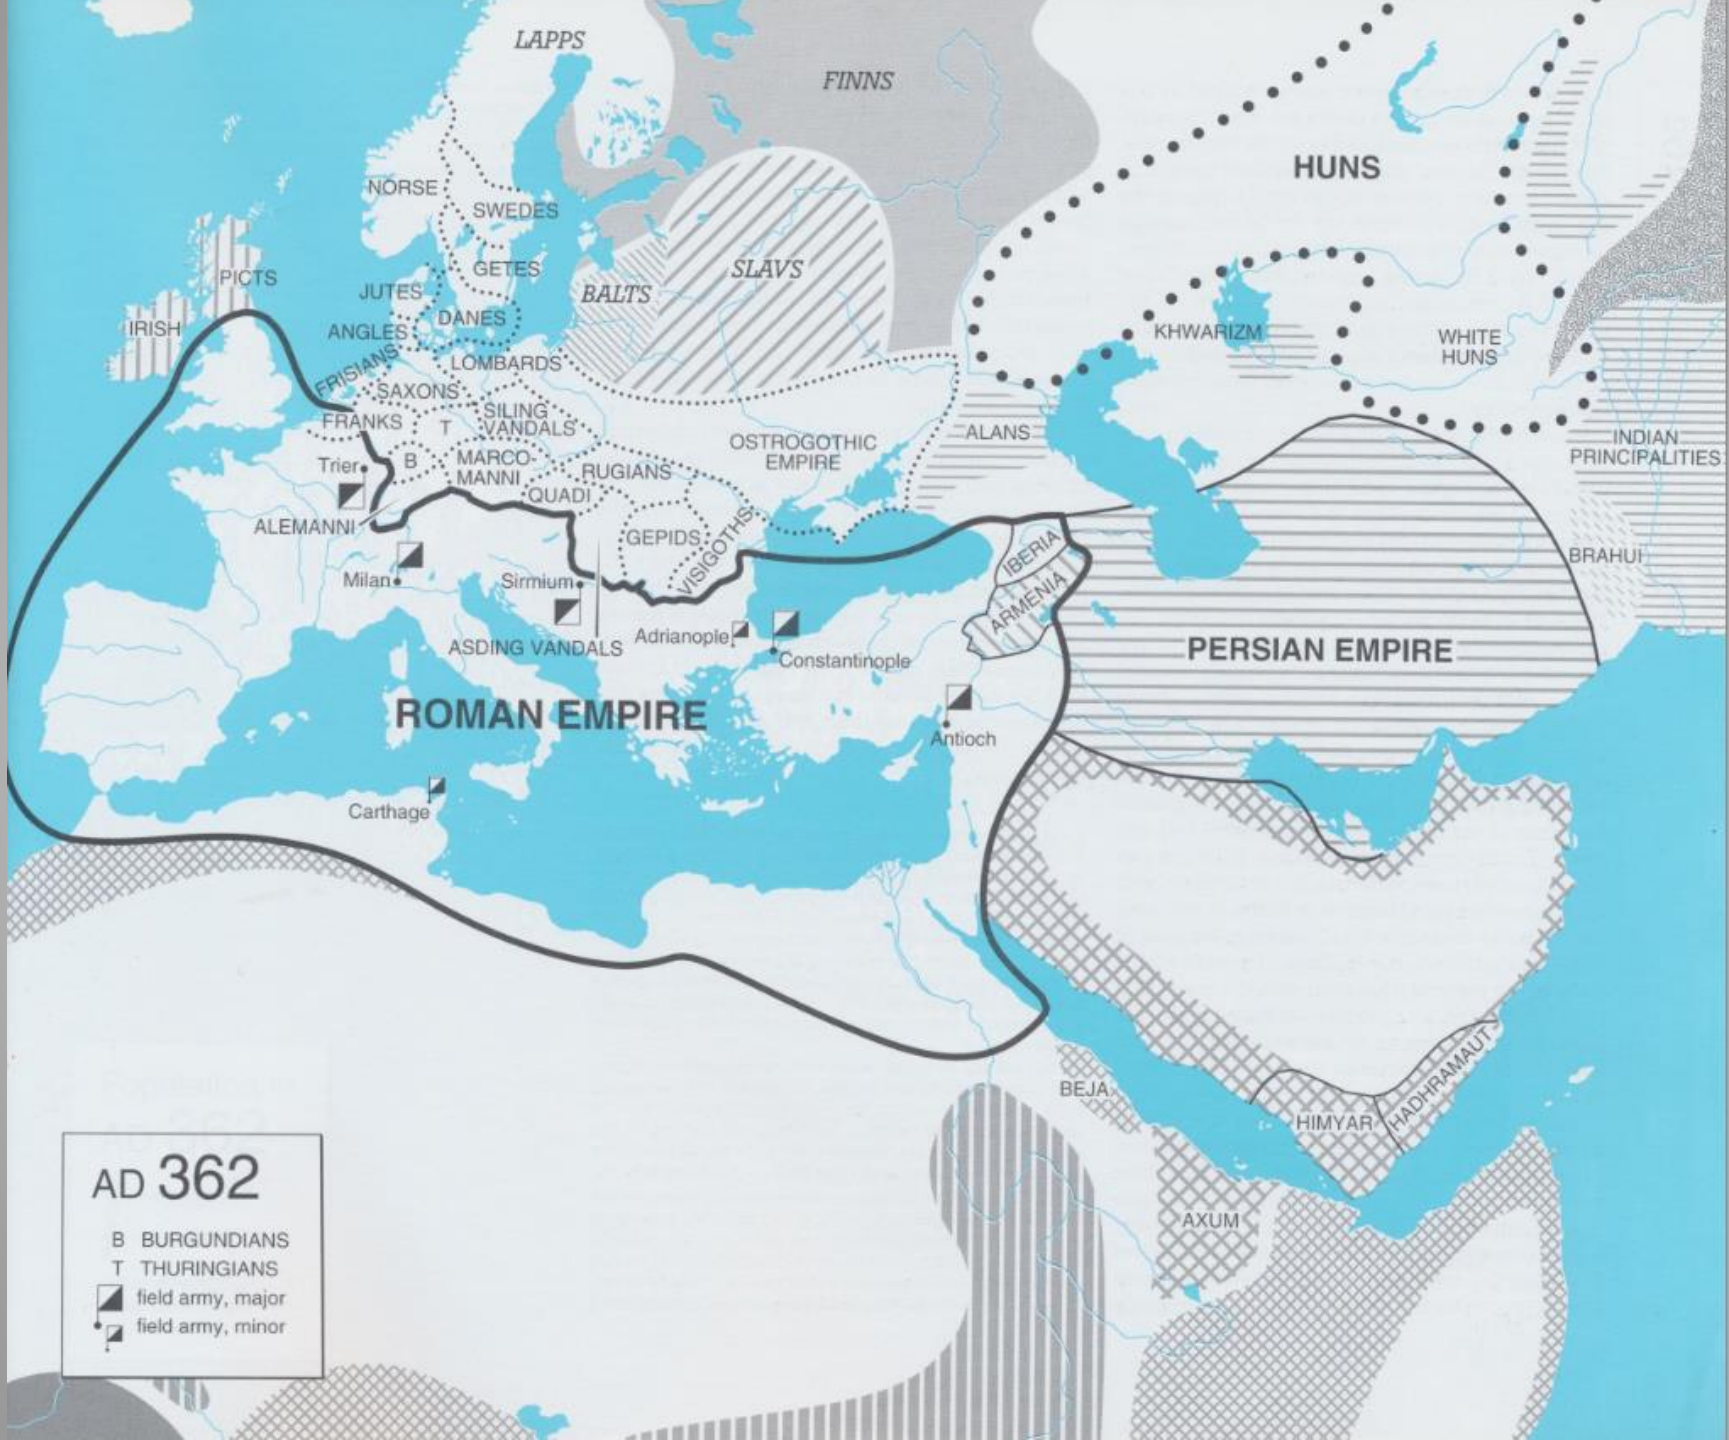 LAPPS
FINNS
HUNS
NORSE
SWEDES
GETES
SLAVS
BALTS
PICTS
JUTES
DANES
IRISH
ANGLES
FRISIANS
LOMBARDS
SAXONS
KHWARIZM
WHITE
HUNS
FRANKS
T
SILING
VANDALS
B
MARCO-
MANNI
RUGIANS
QUADI
OSTROGOTHIC
EMPIRE
ALANS
INDIAN
PRINCIPALITIES
Trier
ALEMANNI
GEPIDS
VISIGOTHS
IBERIA
ARMENIA
BRAHUI
Milan
Sirmium
ASDING VANDALS
Adrianople
Constantinople
PERSIAN EMPIRE
ROMAN EMPIRE
Antioch
Carthage
BEJA
HIMYAR
HADHRAMAUT
AXUM
AD 362
B BURGUNDIANS
T THURINGIANS
field army, major
field army, minor